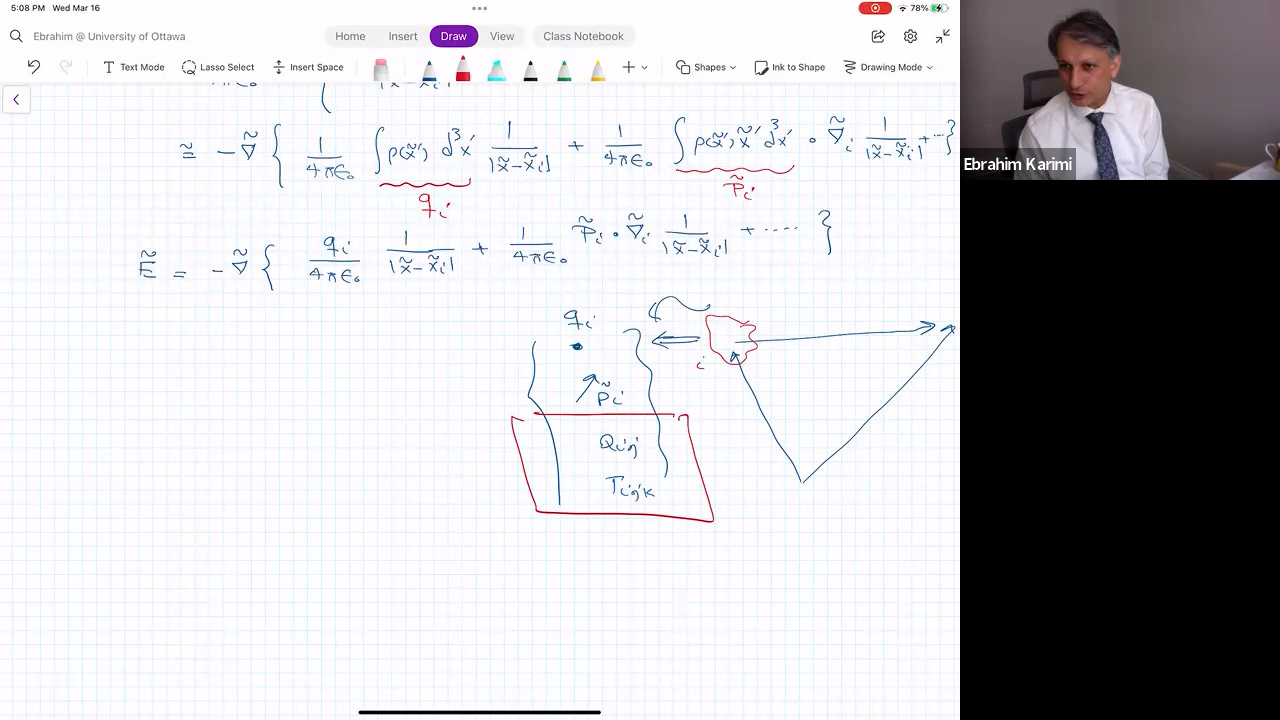 5:08 PM Wed Mar 16
78%
Ebrahim @ University of Ottawa
Home Insert Draw View Class Notebook
Text Mode Lasso Select Insert Space Shapes Ink to Shape Drawing Mode
≅ -∇̃ { 1/4πε₀ ∫ρ(x̃′) d³x′ 1/|x̃-x̃ᵢ| + 1/4πε₀ ∫ρ(x̃′) x̃′ d³x′ • ∇̃ᵢ 1/|x̃-x̃ᵢ| + ... }
qᵢ P̃ᵢ
Ẽ = -∇̃ { qᵢ/4πε₀ 1/|x̃-x̃ᵢ| + 1/4πε₀ P̃ᵢ • ∇̃ᵢ 1/|x̃-x̃ᵢ| + .... }
qᵢ
i
P̃ᵢ
Qᵢⱼ
Tᵢⱼₖ
Ebrahim Karimi